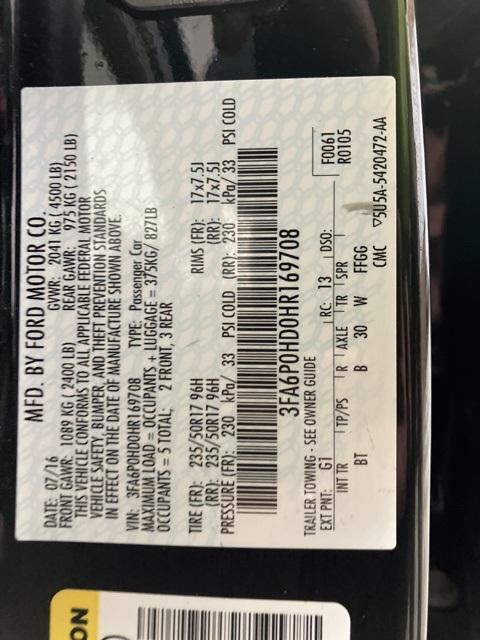 MFD. BY FORD MOTOR CO.
DATE: 07/16 GVWR: 2041 KG ( 4500 LB)
FRONT GAWR: 1089 KG ( 2400 LB) REAR GAWR: 975 KG ( 2150 LB)
THIS VEHICLE CONFORMS TO ALL APPLICABLE FEDERAL MOTOR
VEHICLE SAFETY, BUMPER, AND THEFT PREVENTION STANDARDS
IN EFFECT ON THE DATE OF MANUFACTURE SHOWN ABOVE.
VIN: 3FA6P0HD0HR169708 TYPE: Passenger Car
MAXIMUM LOAD = OCCUPANTS + LUGGAGE = 375KG/ 827LB
OCCUPANTS = 5 TOTAL; 2 FRONT, 3 REAR
TIRE (FR): 235/50R17 96H RIMS (FR): 17x7.5J
(RR): 235/50R17 96H (RR): 17x7.5J
PRESSURE (FR): 230 kPa/ 33 PSI COLD (RR): 230 kPa/ 33 PSI COLD
3FA6P0HD0HR169708
F0061
R0105
TRAILER TOWING - SEE OWNER GUIDE
EXT PNT: G1 RC: 13 DSO:
INT TR TP/PS R AXLE TR SPR
BT B 30 W FFGG
CMC ▽5U5A-5420472-AA
ON